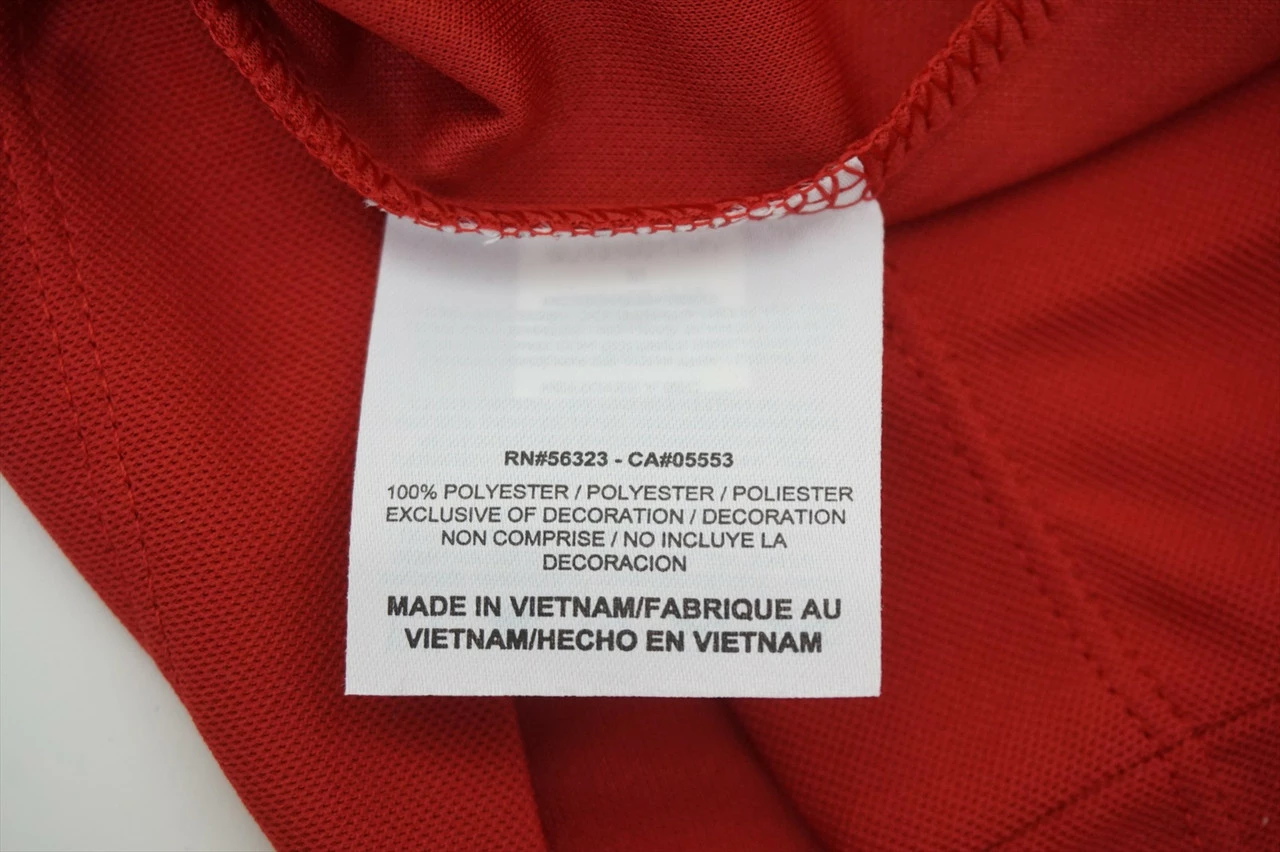 RN#56323 - CA#05553
100% POLYESTER / POLYESTER / POLIESTER
EXCLUSIVE OF DECORATION / DECORATION
NON COMPRISE / NO INCLUYE LA
DECORACION
MADE IN VIETNAM/FABRIQUE AU
VIETNAM/HECHO EN VIETNAM